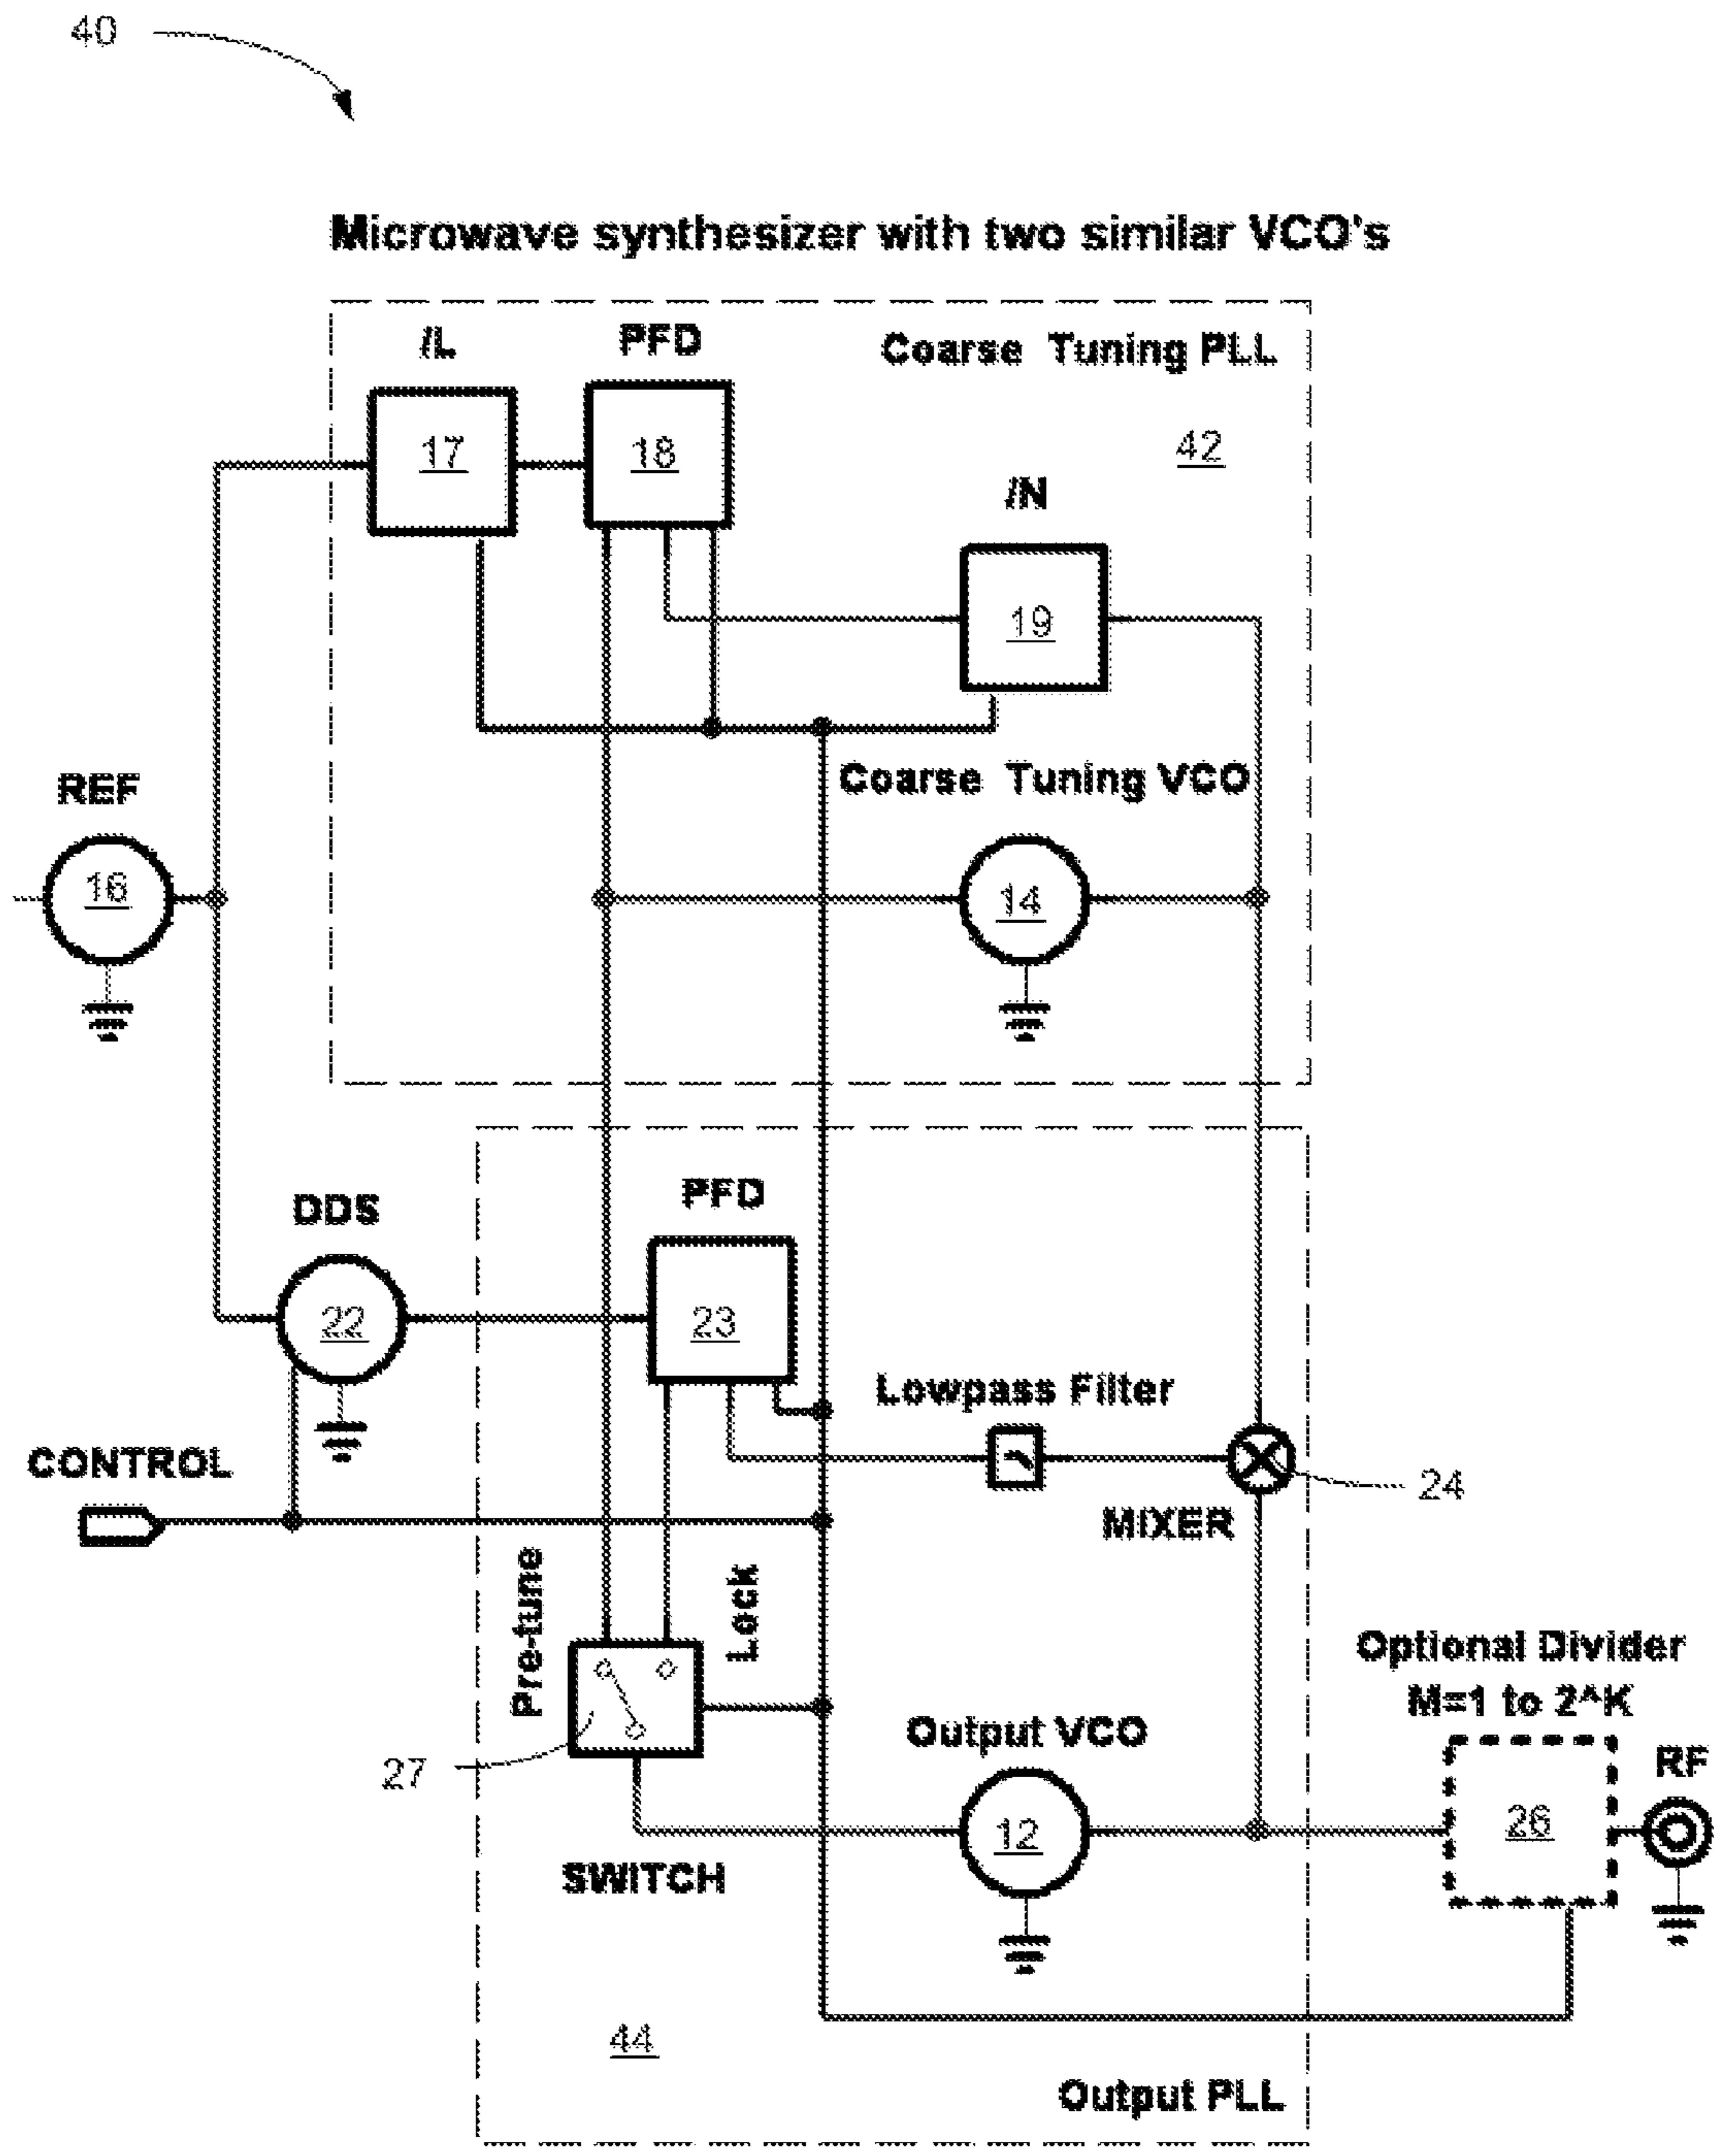 40
Microwave synthesizer with two similar VCO's
/L
PFD
Coarse Tuning PLL
17
18
42
/N
19
REF
Coarse Tuning VCO
16
14
DDS
PFD
22
23
Lowpass Filter
CONTROL
24
MIXER
Pre-tune
Lock
Optional Divider
M=1 to 2^K
Output VCO
RF
27
12
26
SWITCH
44
Output PLL